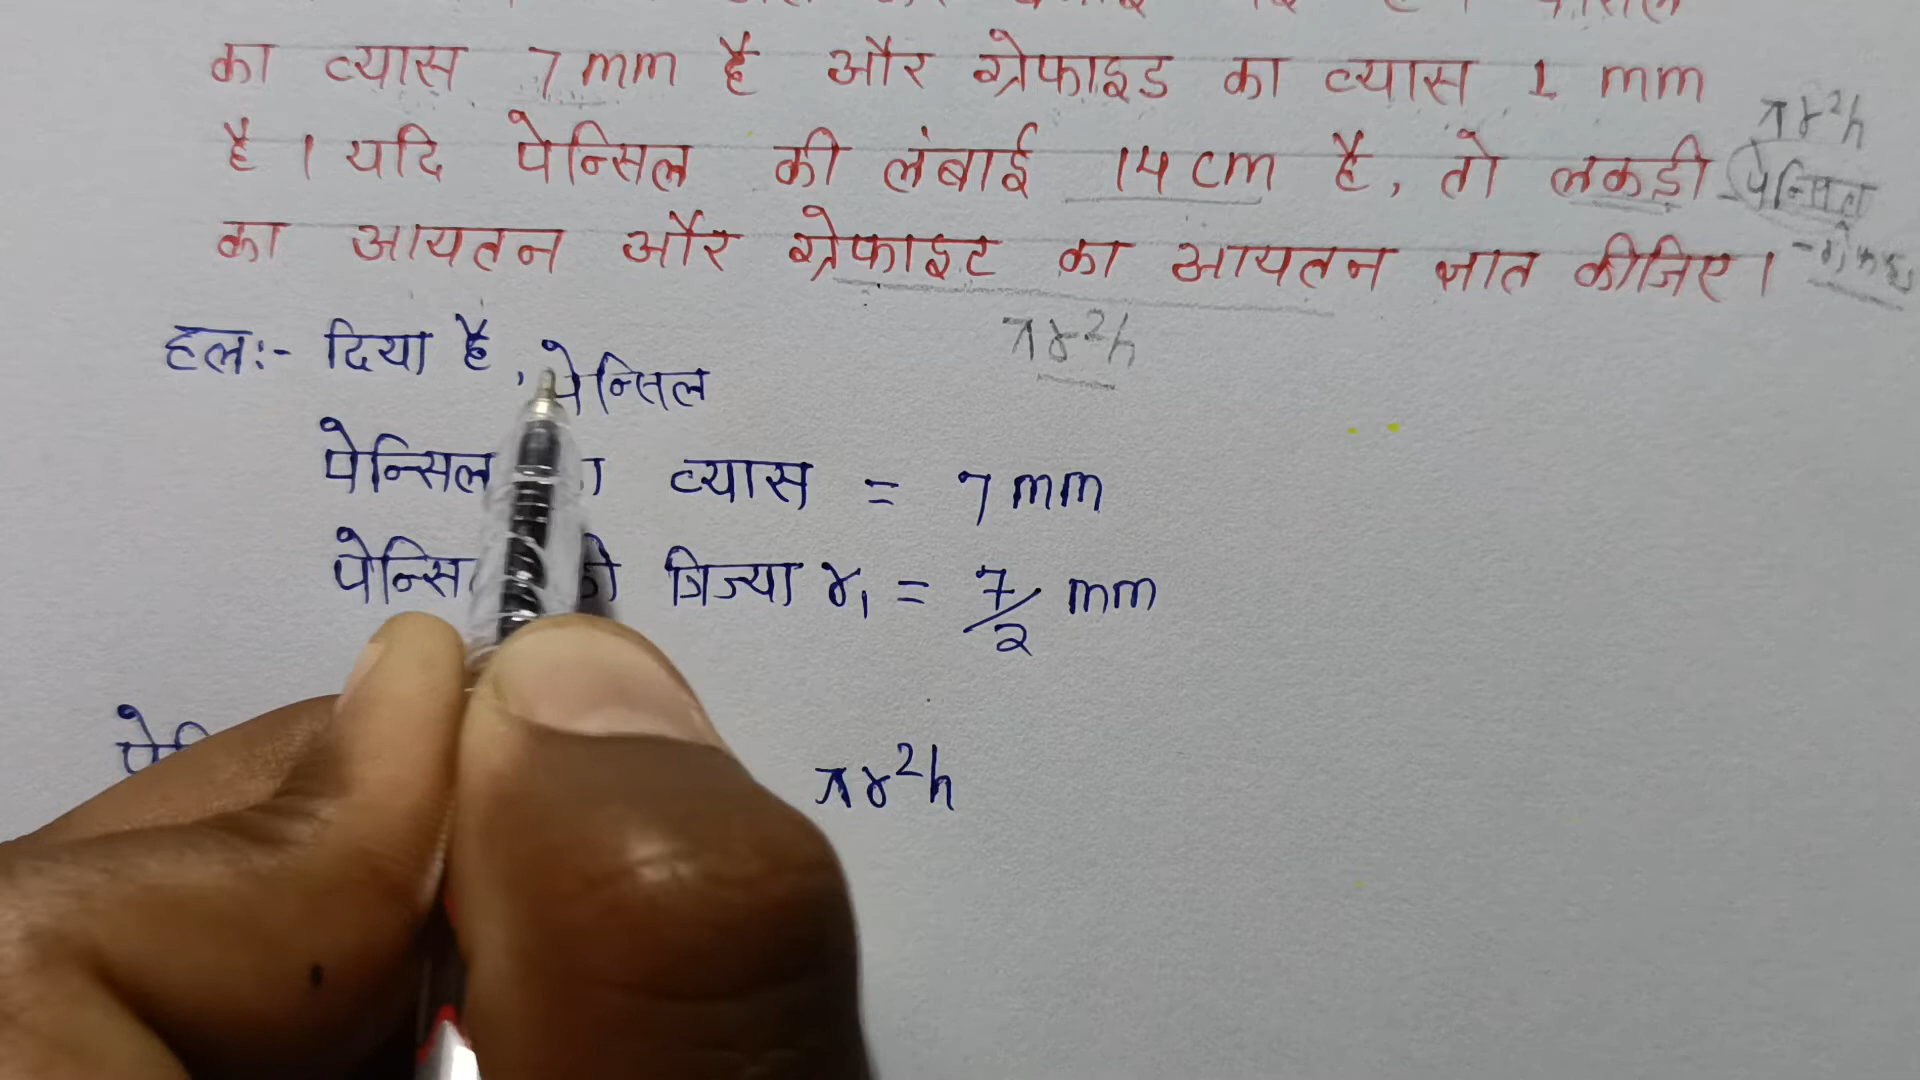 का व्यास 7 mm है और ग्रेफाइड का व्यास 1 mm
है । यदि पेन्सिल की लंबाई 14 cm है, तो लकड़ी
πr²h
पेन्सिल
का आयतन और ग्रेफाइट का आयतन ज्ञात कीजिए ।
πr²h
हल:- दिया है, पेन्सिल
पेन्सिल व्यास = 7 mm
त्रिज्या r₁ = 7/2 mm
πr²h